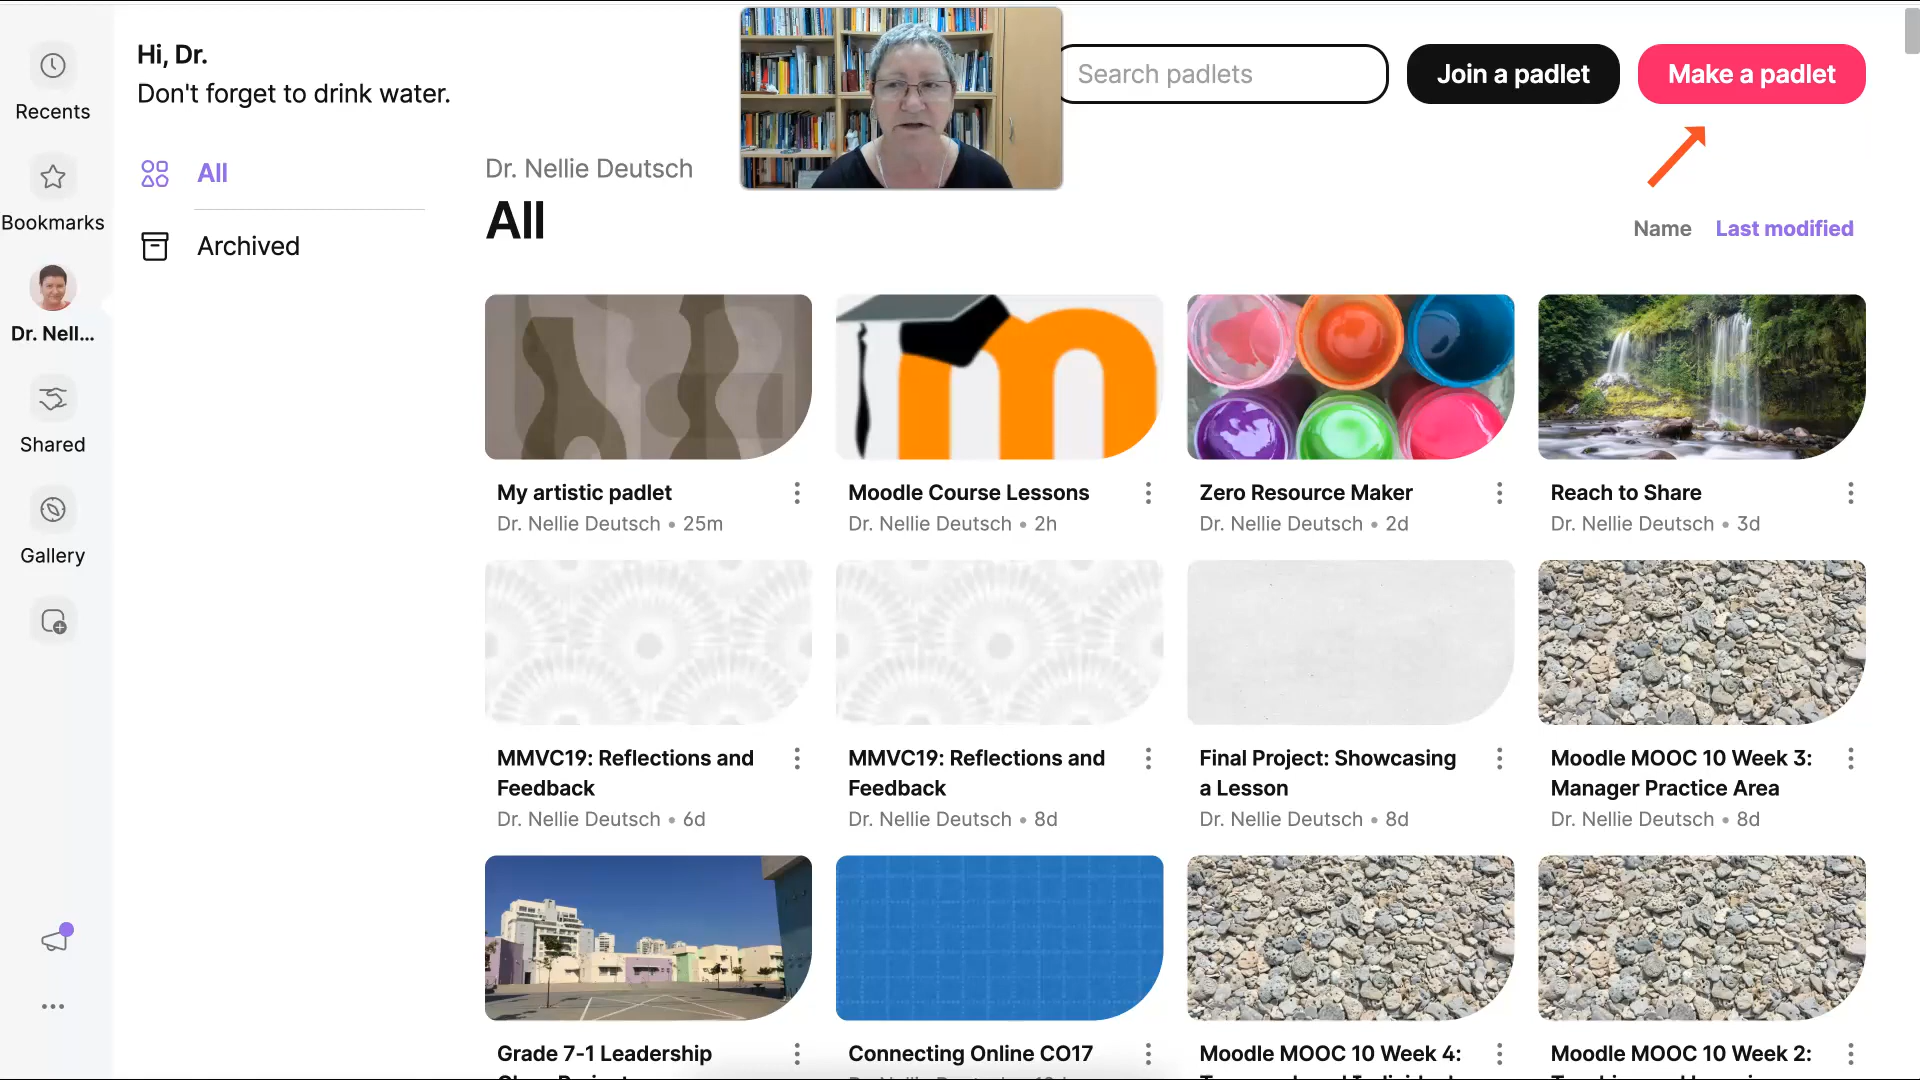 Hi, Dr.
Don't forget to drink water.
Search padlets
Join a padlet
Make a padlet
Recents
Bookmarks
Dr. Nell...
Shared
Gallery
All
Archived
Dr. Nellie Deutsch
All
Name
Last modified
My artistic padlet
Dr. Nellie Deutsch • 25m
Moodle Course Lessons
Dr. Nellie Deutsch • 2h
Zero Resource Maker
Dr. Nellie Deutsch • 2d
Reach to Share
Dr. Nellie Deutsch • 3d
MMVC19: Reflections and
Feedback
Dr. Nellie Deutsch • 6d
MMVC19: Reflections and
Feedback
Dr. Nellie Deutsch • 8d
Final Project: Showcasing
a Lesson
Dr. Nellie Deutsch • 8d
Moodle MOOC 10 Week 3:
Manager Practice Area
Dr. Nellie Deutsch • 8d
Grade 7-1 Leadership
Connecting Online CO17
Moodle MOOC 10 Week 4:
Moodle MOOC 10 Week 2: